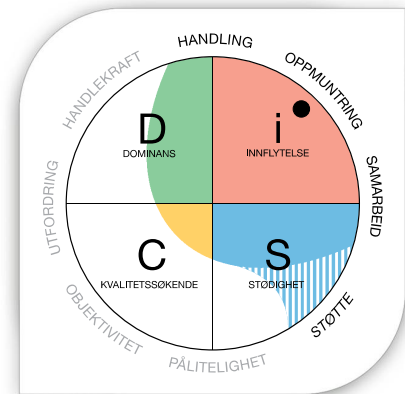 HANDLING
HANDLEKRAFT
OPPMUNTRING
D
DOMINANS
i
INNFLYTELSE
UTFORDRING
SAMARBEID
C
KVALITETSSØKENDE
S
STØDIGHET
OBJEKTIVITET
STØTTE
PÅLITELIGHET